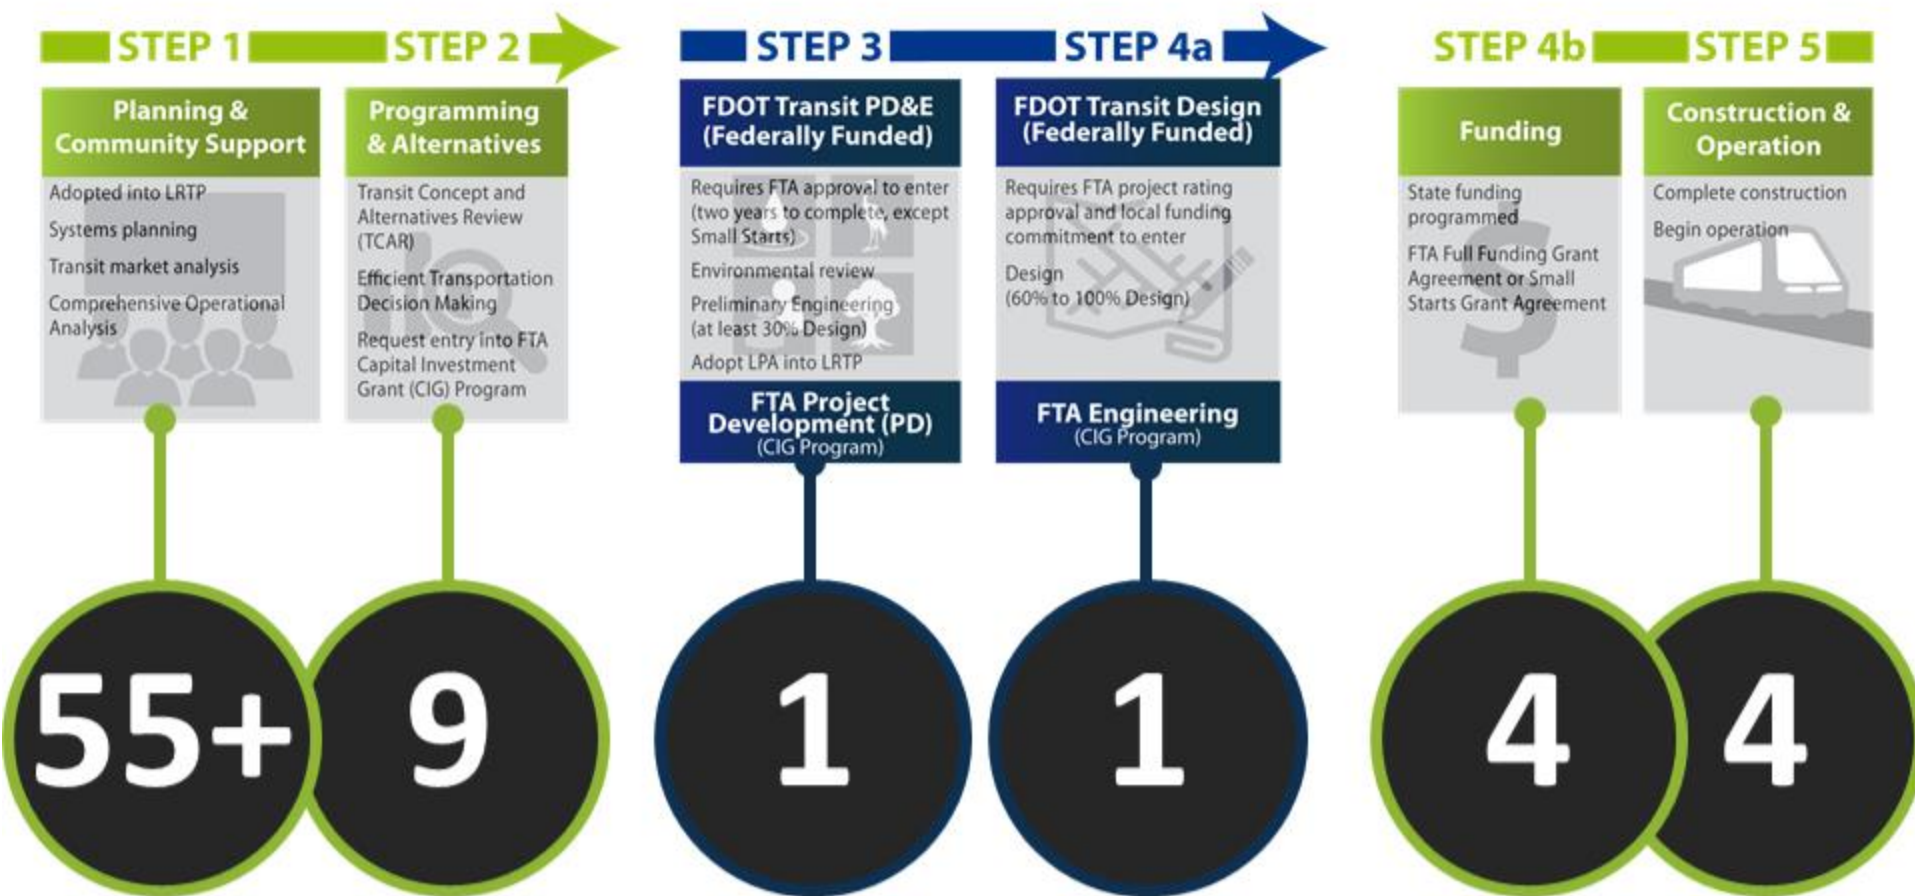 STEP 1
STEP 2
Planning &
Community Support
Adopted into LRTP
Systems planning
Transit market analysis
Comprehensive Operational
Analysis
Programming
& Alternatives
Transit Concept and
Alternatives Review
(TCAR)
Efficient Transportation
Decision Making
Request entry into FTA
Capital Investment
Grant (CIG) Program
55+
9
STEP 3
STEP 4a
FDOT Transit PD&E
(Federally Funded)
Requires FTA approval to enter
(two years to complete, except
Small Starts)
Environmental review
Preliminary Engineering
(at least 30% Design)
Adopt LPA into LRTP
FTA Project
Development (PD)
(CIG Program)
FDOT Transit Design
(Federally Funded)
Requires FTA project rating
approval and local funding
commitment to enter
Design
(60% to 100% Design)
FTA Engineering
(CIG Program)
1
1
STEP 4b
STEP 5
Funding
State funding
programmed
FTA Full Funding Grant
Agreement or Small
Starts Grant Agreement
$
Construction &
Operation
Complete construction
Begin operation
4
4